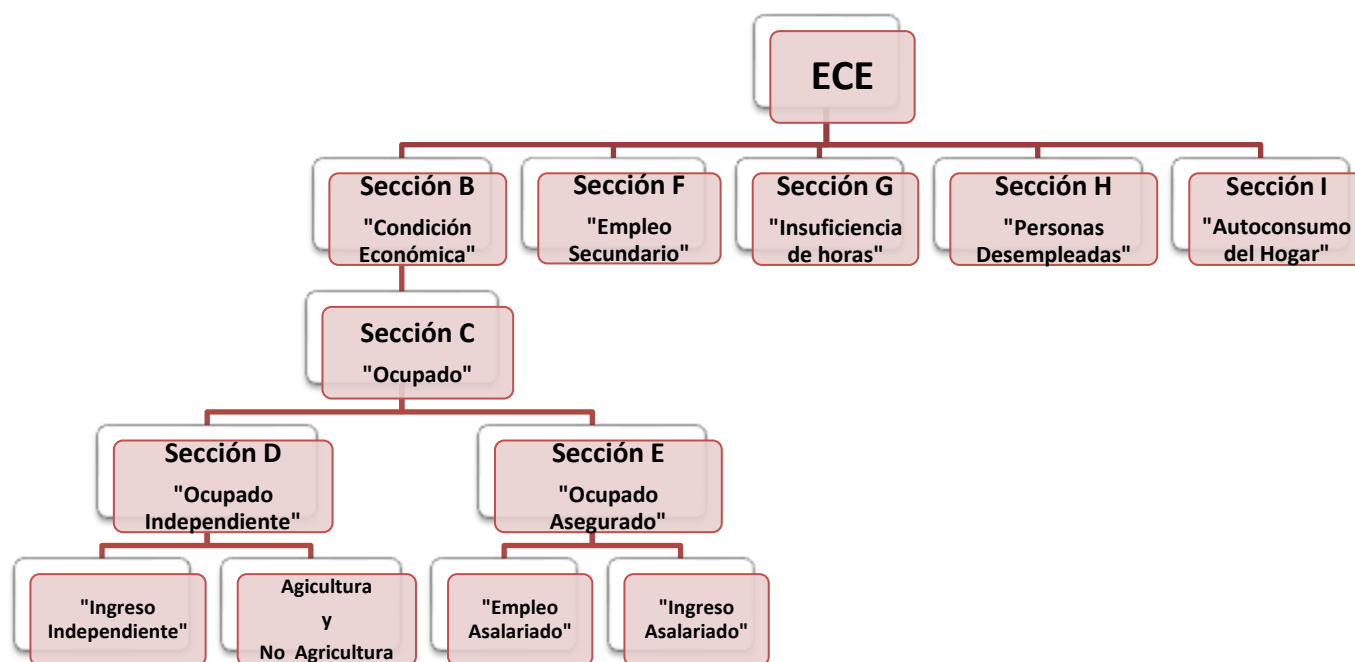 ECE
Sección B
"Condición
Económica"
Sección F
"Empleo
Secundario"
Sección G
"Insuficiencia
de horas"
Sección H
"Personas
Desempleadas"
Sección I
"Autoconsumo
del Hogar"
Sección C
"Ocupado"
Sección D
"Ocupado
Independiente"
Sección E
"Ocupado
Asegurado"
"Ingreso
Independiente"
Agicultura
y
No Agricultura
"Empleo
Asalariado"
"Ingreso
Asalariado"